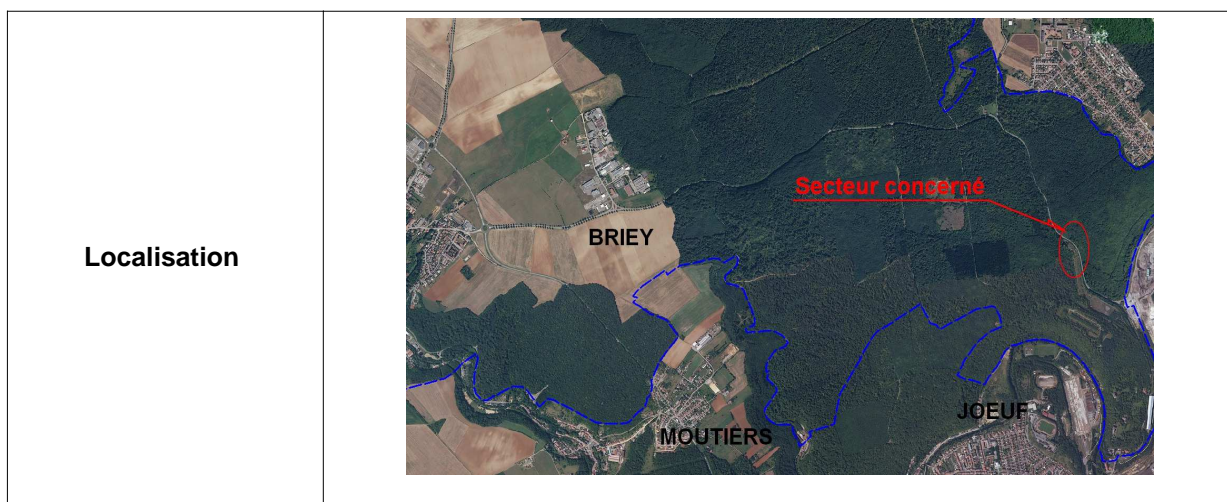 Localisation
Secteur concerné
BRIEY
JOEUF
MOUTIERS